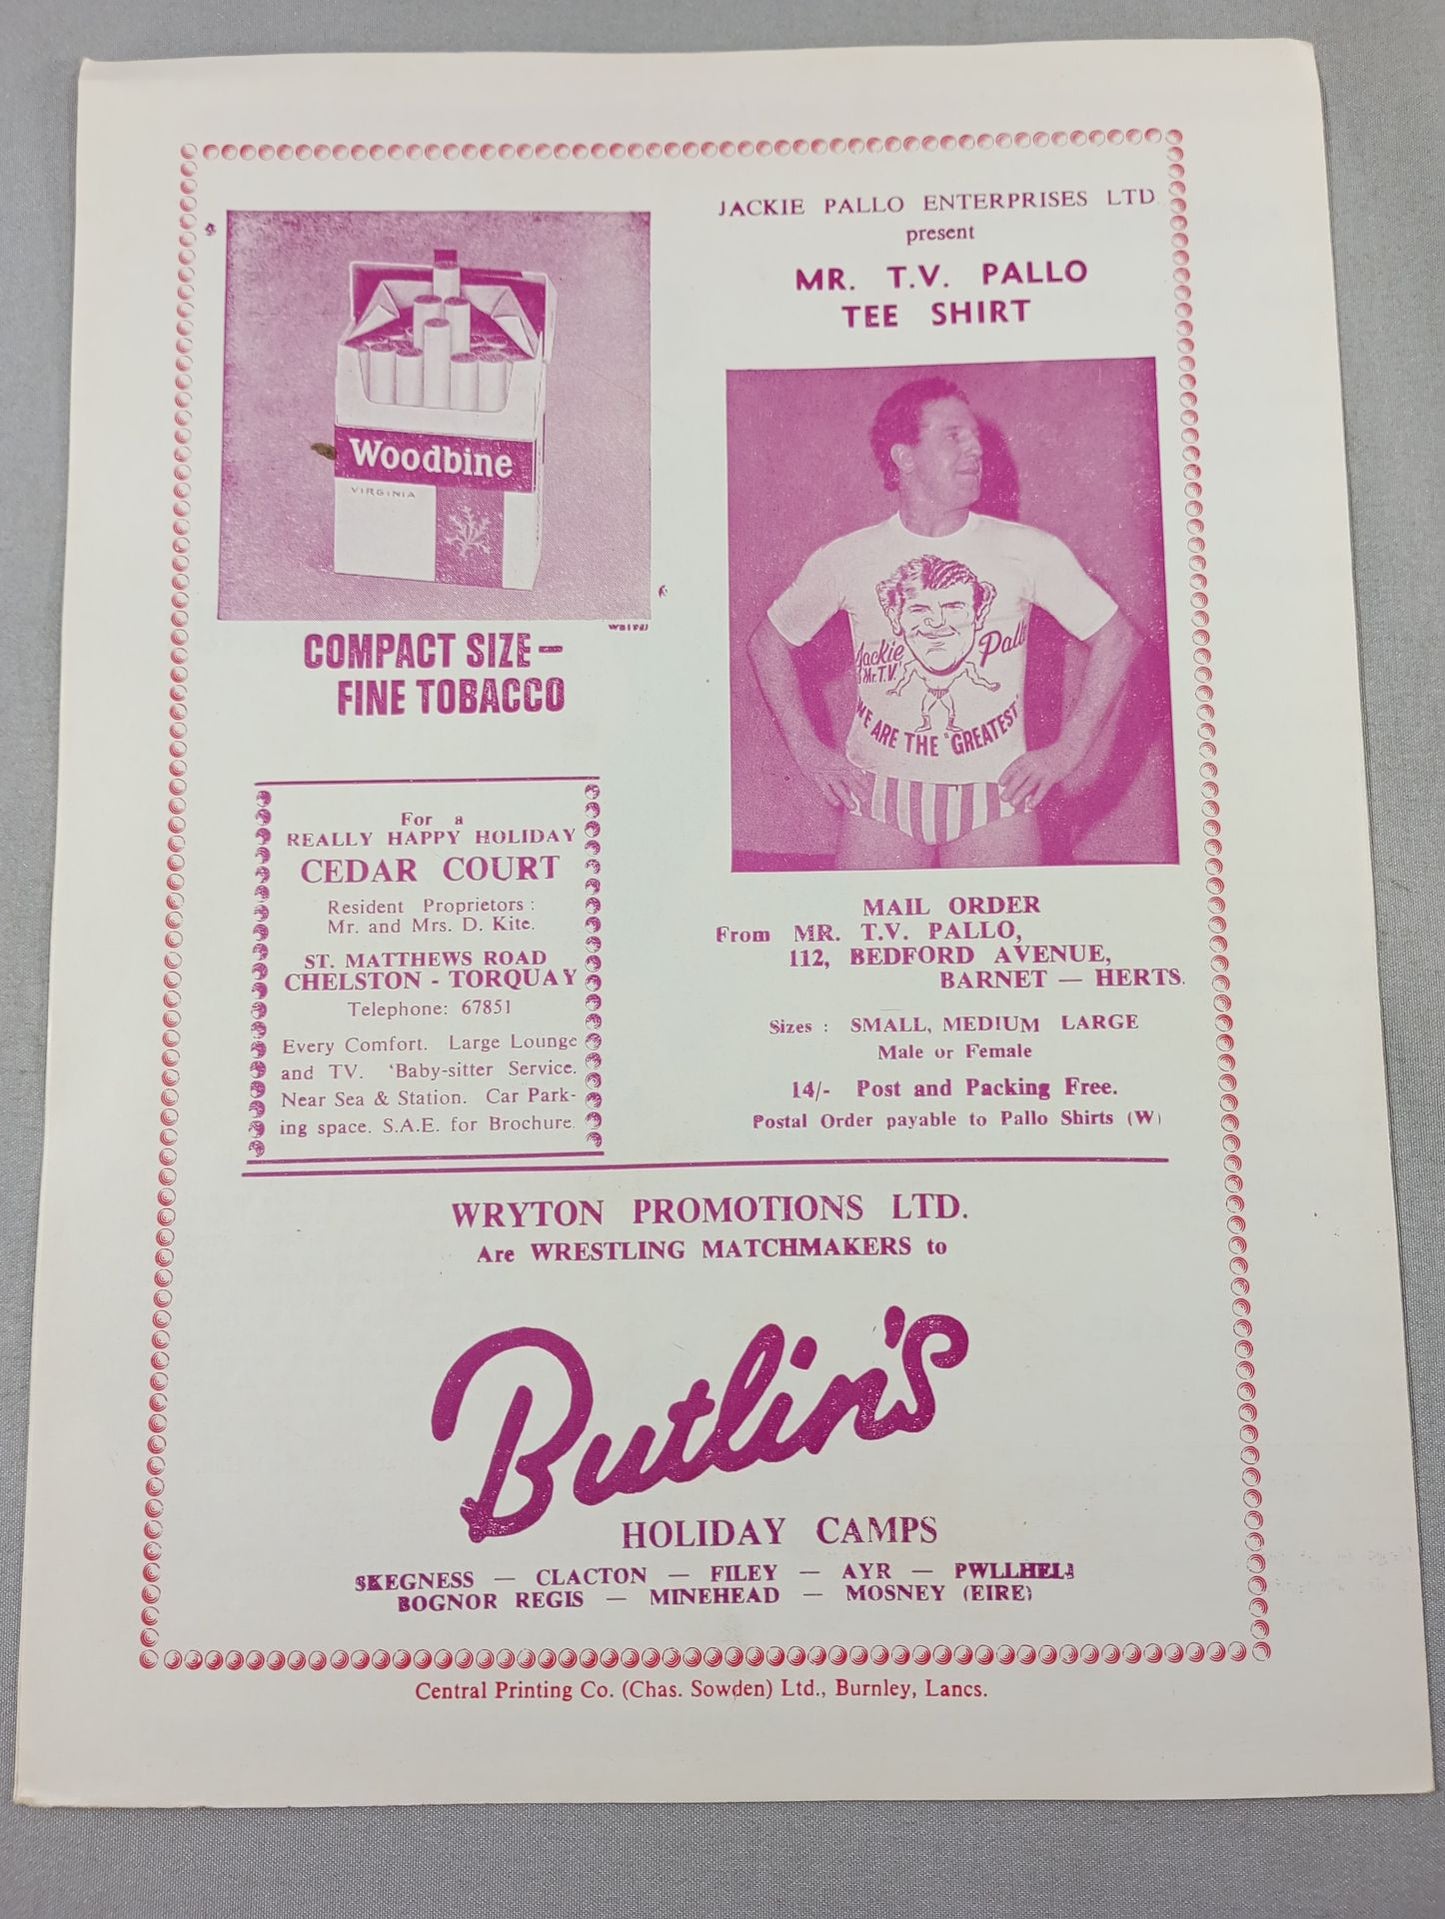 Woodbine
VIRGINIA
COMPACT SIZE—
FINE TOBACCO
For a
REALLY HAPPY HOLIDAY
CEDAR COURT
Resident Proprietors :
Mr. and Mrs. D. Kite.
ST. MATTHEWS ROAD
CHELSTON - TORQUAY
Telephone: 67851
Every Comfort. Large Lounge
and TV. 'Baby-sitter Service.
Near Sea & Station. Car Park-
ing space. S.A.E. for Brochure.
JACKIE PALLO ENTERPRISES LTD
present
MR. T.V. PALLO
TEE SHIRT
Jackie Pallo
Mr. T.V.
WE ARE THE "GREATEST"
MAIL ORDER
From MR. T.V. PALLO,
112, BEDFORD AVENUE,
BARNET — HERTS.
Sizes : SMALL, MEDIUM LARGE
Male or Female
14/- Post and Packing Free.
Postal Order payable to Pallo Shirts (W)
WRYTON PROMOTIONS LTD.
Are WRESTLING MATCHMAKERS to
Butlin's
HOLIDAY CAMPS
SKEGNESS — CLACTON — FILEY — AYR — PWLLHELI
BOGNOR REGIS — MINEHEAD — MOSNEY (EIRE)
Central Printing Co. (Chas. Sowden) Ltd., Burnley, Lancs.